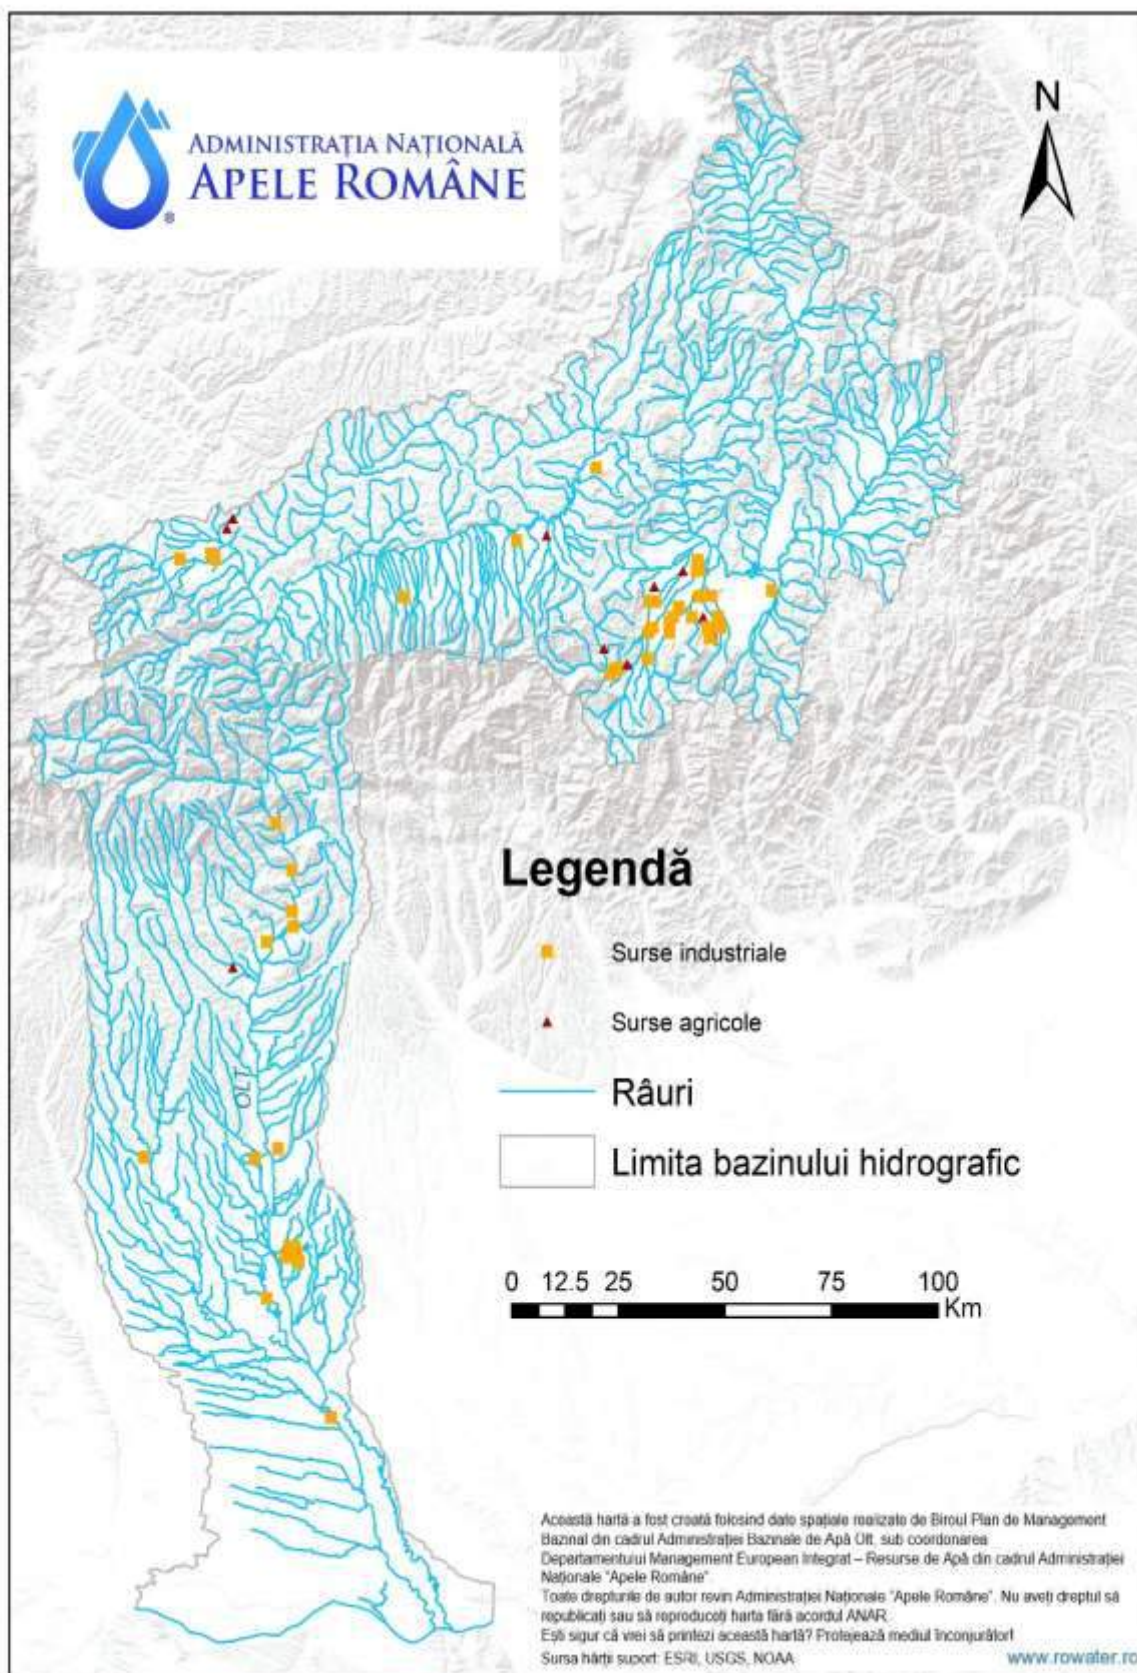 ADMINISTRAȚIA NAȚIONALĂ
APELE ROMÂNE
®
N
OLT
Legendă
Surse industriale
Surse agricole
Râuri
Limita bazinului hidrografic
0 12.5 25 50 75 100
Km
Această hartă a fost creată folosind date spațiale realizate de Biroul Plan de Management
Bazinal din cadrul Administrației Bazinale de Apă Olt, sub coordonarea
Departamentului Management European Integrat – Resurse de Apă din cadrul Administrației
Naționale "Apele Române"
Toate drepturile de autor revin Administrației Naționale "Apele Române". Nu aveți dreptul să
republicați sau să reproduceți harta fără acordul ANAR.
Ești sigur că vrei să printezi această hartă? Protejează mediul înconjurător!
Sursa hărții suport: ESRI, USGS, NOAA
www.rowater.ro